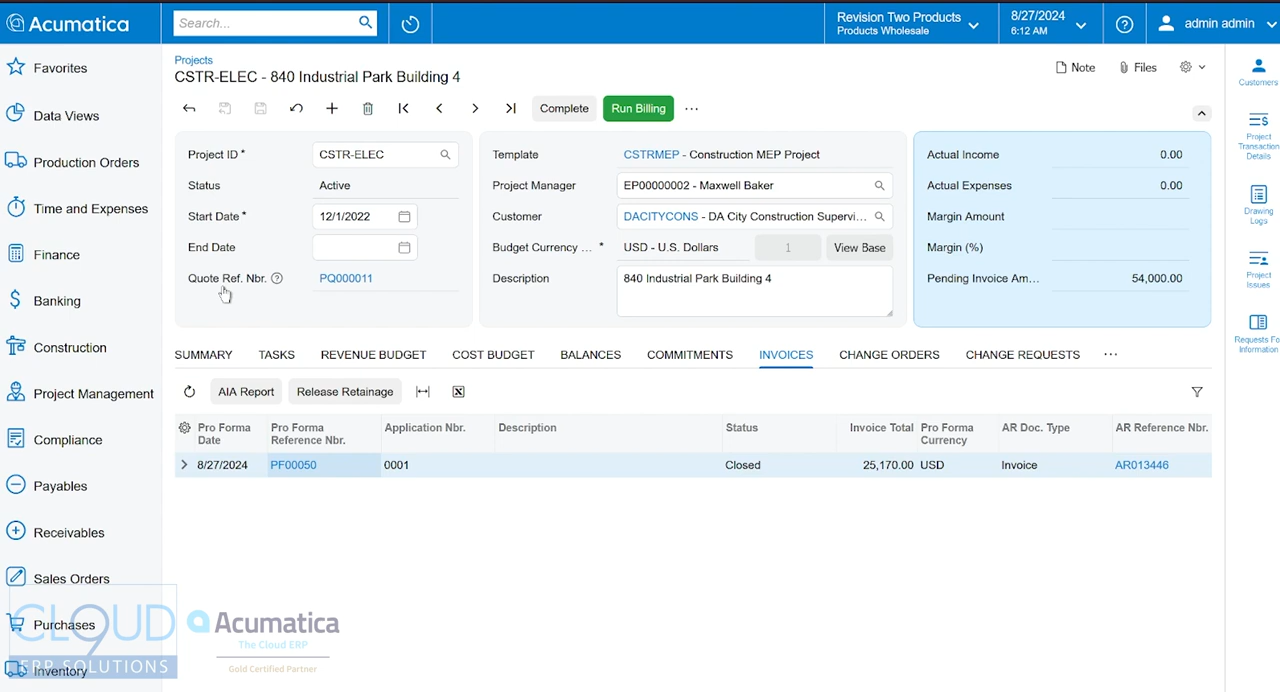 Acumatica
Search...
Revision Two Products
Products Wholesale
8/27/2024
6:12 AM
admin admin
Favorites
Data Views
Production Orders
Time and Expenses
Finance
Banking
Construction
Project Management
Compliance
Payables
Receivables
Sales Orders
Purchases
Inventory
Projects
CSTR-ELEC - 840 Industrial Park Building 4
Note
Files
Complete
Run Billing
Project ID *
CSTR-ELEC
Status
Active
Start Date *
12/1/2022
End Date
Quote Ref. Nbr.
PQ000011
Template
CSTRMEP - Construction MEP Project
Project Manager
EP00000002 - Maxwell Baker
Customer
DACITYCONS - DA City Construction Supervi...
Budget Currency ... *
USD - U.S. Dollars
1
View Base
Description
840 Industrial Park Building 4
Actual Income
0.00
Actual Expenses
0.00
Margin Amount
Margin (%)
Pending Invoice Am...
54,000.00
Customers
Project
Transaction
Details
Drawing
Logs
Project
Issues
Requests For
Information
SUMMARY TASKS REVENUE BUDGET COST BUDGET BALANCES COMMITMENTS INVOICES CHANGE ORDERS CHANGE REQUESTS ...
AIA Report
Release Retainage
Pro Forma Date
Pro Forma Reference Nbr.
Application Nbr.
Description
Status
Invoice Total
Pro Forma Currency
AR Doc. Type
AR Reference Nbr.
8/27/2024 PF00050 0001 Closed 25,170.00 USD Invoice AR013446
CLOUD 9
ERP SOLUTIONS
Acumatica
The Cloud ERP
Gold Certified Partner